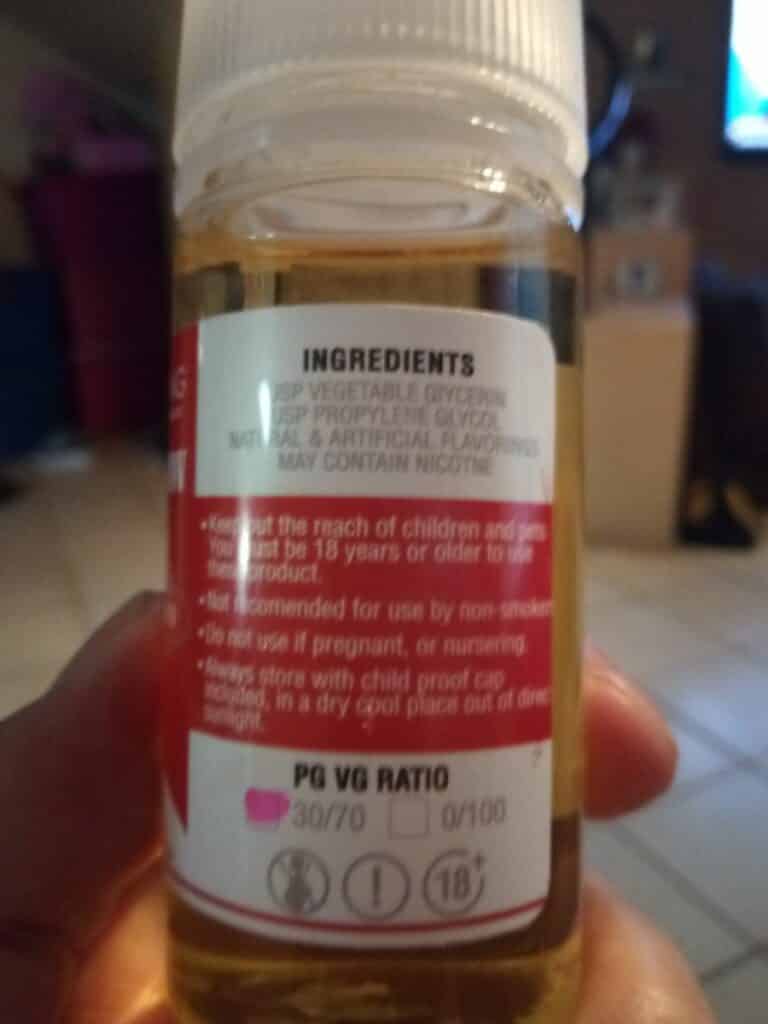 INGREDIENTS
USP VEGETABLE GLYCERIN
USP PROPYLENE GLYCOL
NATURAL & ARTIFICIAL FLAVORINGS
MAY CONTAIN NICOTNE
•Keep out the reach of children and pets
You must be 18 years or older to use
these product.
•Not recomended for use by non-smokers
•Do not use if pregnant, or nursering.
•Always store with child proof cap
included, in a dry cool place out of direct
sunlight.
PG VG RATIO
30/70 0/100
! 18+